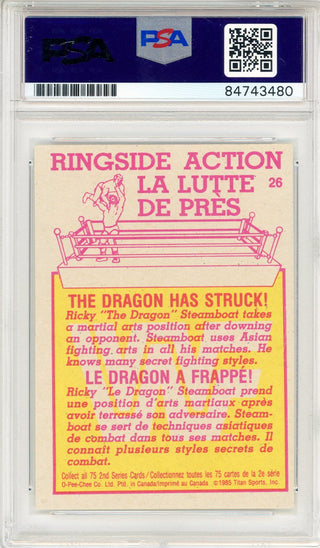 PSA
PSA
84743480
RINGSIDE ACTION
LA LUTTE 26
DE PRÈS
THE DRAGON HAS STRUCK!
Ricky "The Dragon" Steamboat takes
a martial arts position after downing
an opponent. Steamboat uses Asian
fighting arts in all his matches. He
knows many secret fighting styles.
LE DRAGON A FRAPPÉ!
Ricky "Le Dragon" Steamboat prend
une position d'arts martiaux après
avoir terrassé son adversaire. Steam-
boat se sert de techniques asiatiques
de combat dans tous ses matches. Il
connaît plusieurs styles secrets de
combat.
Collect all 75 2nd Series Cards/Collectionnez toutes les 75 cartes de la 2e série
O-Pee-Chee Co. Ltd. Ptd. in Canada/Imprimé au Canada ©1985 Titan Sports, Inc.